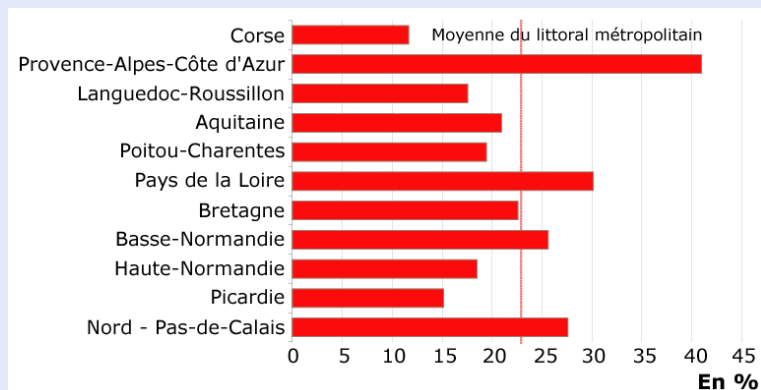 Corse
Moyenne du littoral métropolitain
Provence-Alpes-Côte d'Azur
Languedoc-Roussillon
Aquitaine
Poitou-Charentes
Pays de la Loire
Bretagne
Basse-Normandie
Haute-Normandie
Picardie
Nord - Pas-de-Calais
0 5 10 15 20 25 30 35 40 45
En %